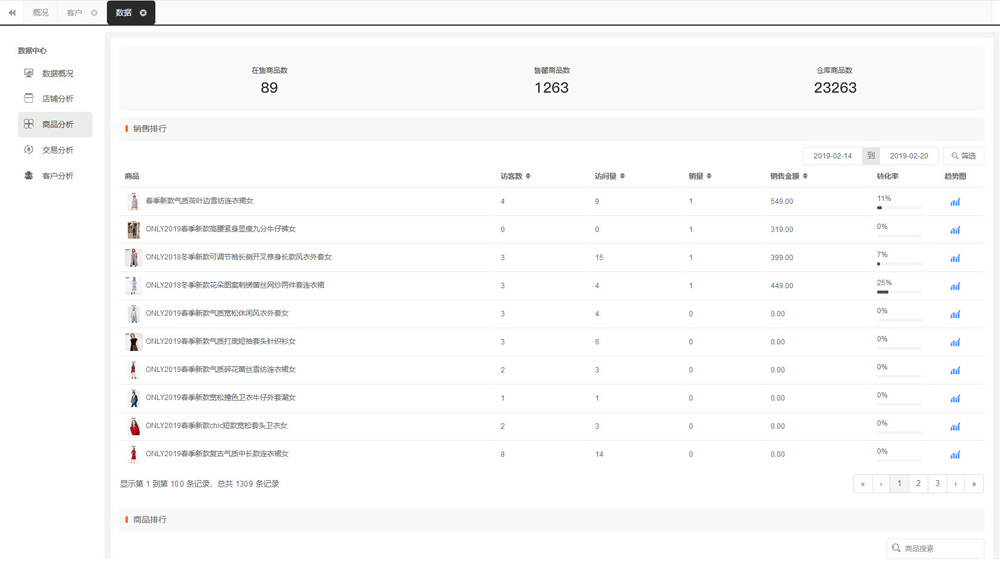 概况 客户 数据
数据中心
数据概况
店铺分析
商品分析
交易分析
客户分析
在售商品数 售罄商品数 仓库商品数
89 1263 23263
销售排行
2019-02-14 到 2019-02-20 筛选
商品 访客数 访问量 销量 销售金额 转化率 趋势图
春季新款气质荷叶边雪纺连衣裙女 4 9 1 549.00 11%
ONLY2019春季新款高腰紧身显瘦九分牛仔裤女 0 0 1 319.00 0%
ONLY2018冬季新款可调节袖长侧开叉修身长款风衣外套女 3 15 1 399.00 7%
ONLY2018冬季新款花朵图案刺绣蕾丝网纱两件套连衣裙 3 4 1 449.00 25%
ONLY2019春季新款气质宽松休闲风衣外套女 3 4 0 0.00 0%
ONLY2019春季新款气质打底短袖套头针织衫女 3 6 0 0.00 0%
ONLY2019春季新款气质碎花蕾丝雪纺连衣裙女 2 3 0 0.00 0%
ONLY2019春季新款宽松撞色卫衣牛仔外套潮女 1 1 0 0.00 0%
ONLY2019春季新款chic短款宽松套头卫衣女 2 3 0 0.00 0%
ONLY2019春季新款复古气质中长款连衣裙女 8 14 0 0.00 0%
显示第 1 到第 100 条记录，总共 1309 条记录
« ‹ 1 2 3 › »
商品排行
商品搜索